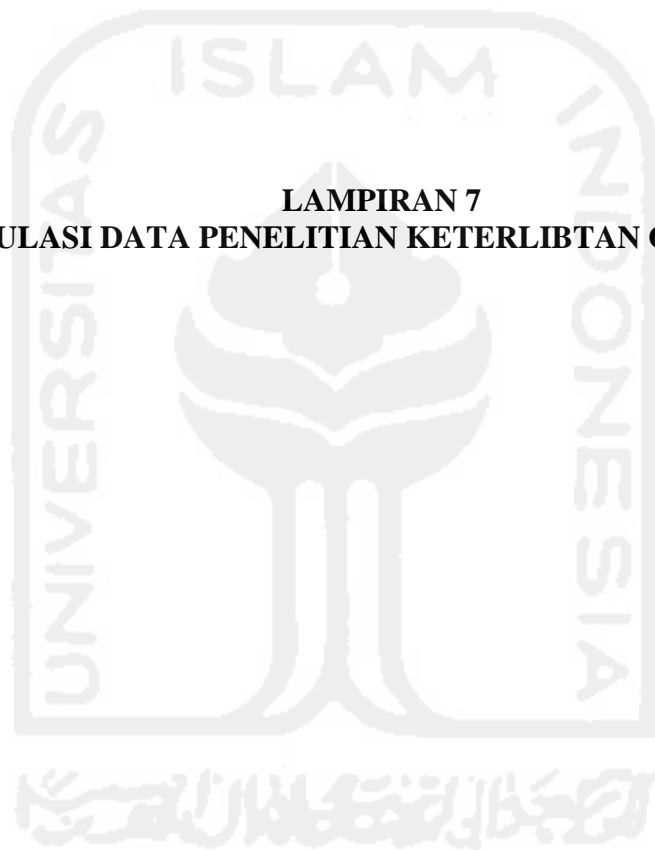 ISLAM
UNIVERSITAS
INDONESIA
LAMPIRAN 7
ULASI DATA PENELITIAN KETERLIBTAN